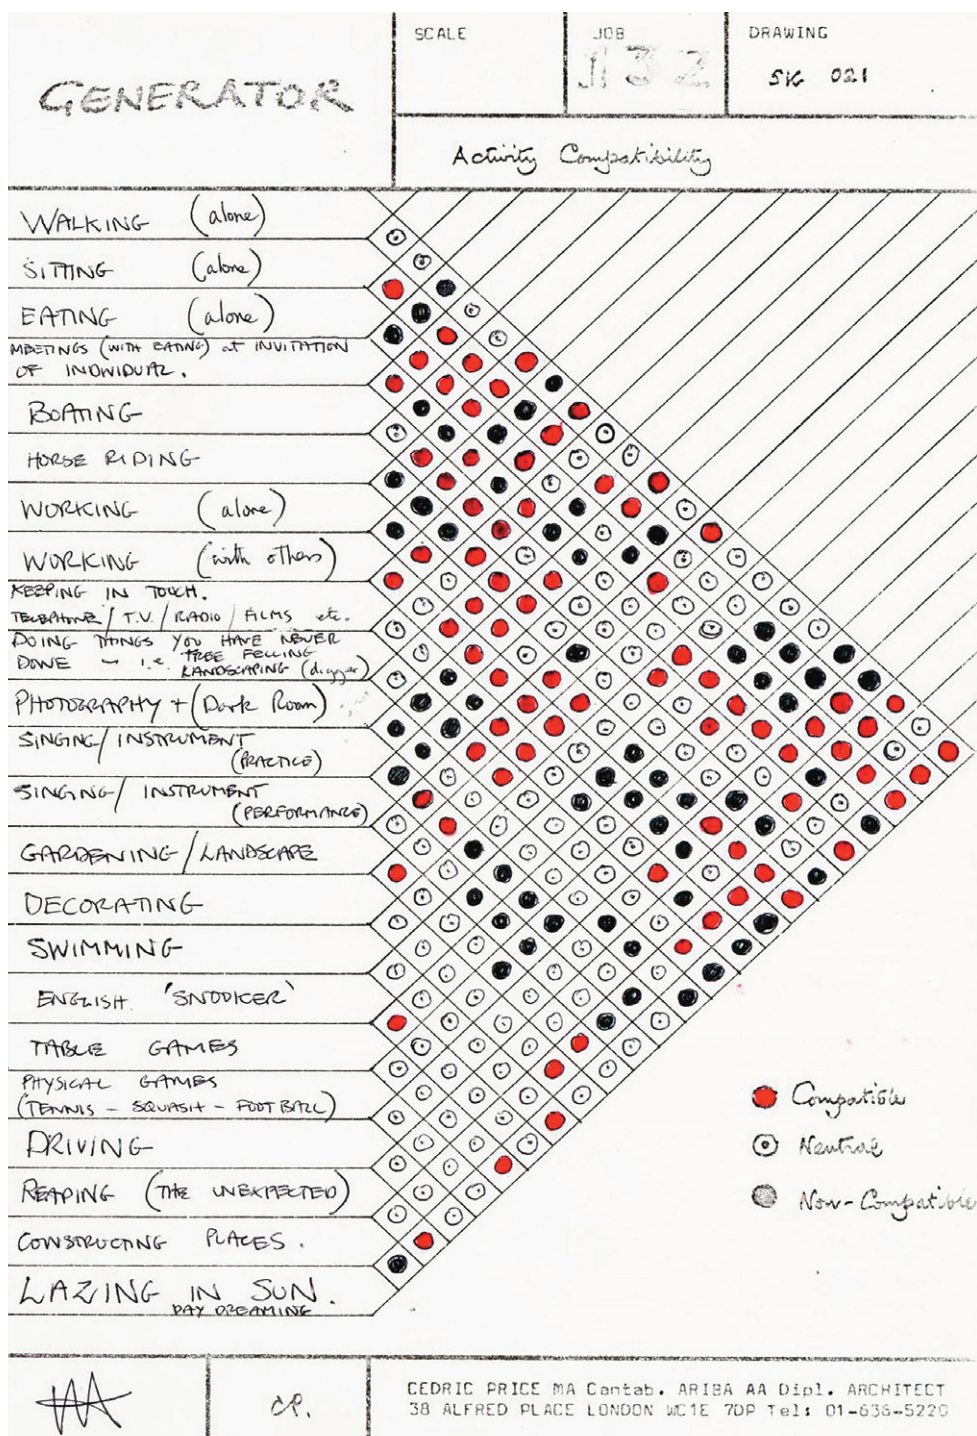 GENERATOR
SCALE
JOB
132
DRAWING
SK 021
Activity Compatibility
WALKING (alone)
SITTING (alone)
EATING (alone)
MEETINGS (WITH EATING) at INVITATION
OF INDIVIDUAL.
BOATING
HORSE RIDING
WORKING (alone)
WORKING (with others)
KEEPING IN TOUCH.
TELEPHONE / T.V. / RADIO / FILMS etc.
DOING THINGS YOU HAVE NEVER
DONE - i.e. TREE FELLING
LANDSCAPING (digger)
PHOTOGRAPHY + (Dark Room)
SINGING/INSTRUMENT
(PRACTICE)
SINGING/ INSTRUMENT
(PERFORMANCE)
GARDENING/LANDSCAPE
DECORATING
SWIMMING
ENGLISH 'SNOOKER'
TABLE GAMES
PHYSICAL GAMES
(TENNIS - SQUASH - FOOTBALL)
DRIVING
REAPING (THE UNEXPECTED)
CONSTRUCTING PLACES.
LAZING IN SUN.
DAY DREAMING
Compatible
Neutral
Non-Compatible
CP.
CEDRIC PRICE MA Cantab. ARIBA AA Dipl. ARCHITECT
38 ALFRED PLACE LONDON WC1E 7DP Tel: 01-636-5220